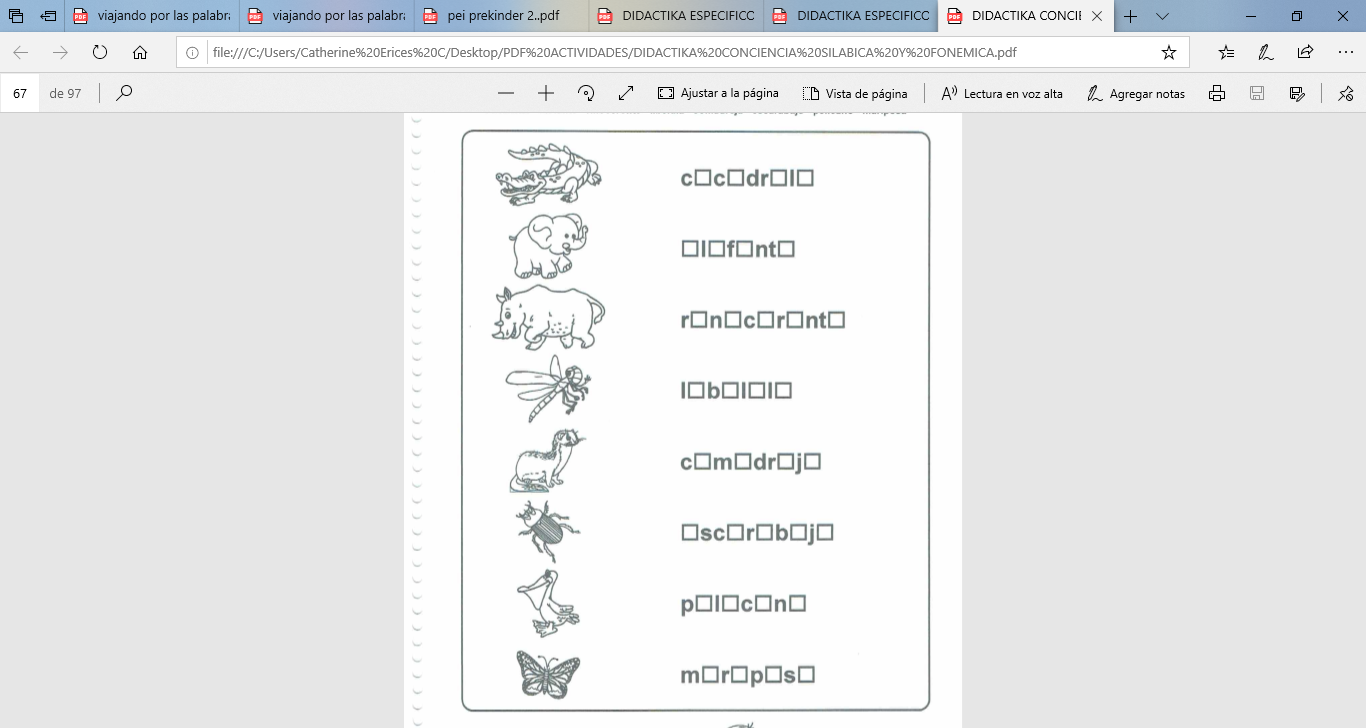 viajando por las palabra
viajando por las palabra
pei prekinder 2..pdf
DIDACTIKA ESPECIFICC
DIDACTIKA ESPECIFICC
DIDACTIKA CONCIE
file:///C:/Users/Catherine%20Erices%20C/Desktop/PDF%20ACTIVIDADES/DIDACTIKA%20CONCIENCIA%20SILABICA%20Y%20FONEMICA.pdf
67 de 97
Ajustar a la página
Vista de página
Lectura en voz alta
Agregar notas
c□c□dr□l□
□l□f□nt□
r□n□c□r□nt□
l□b□l□l□
c□m□dr□j□
□sc□r□b□j□
p□l□c□n□
m□r□p□s□